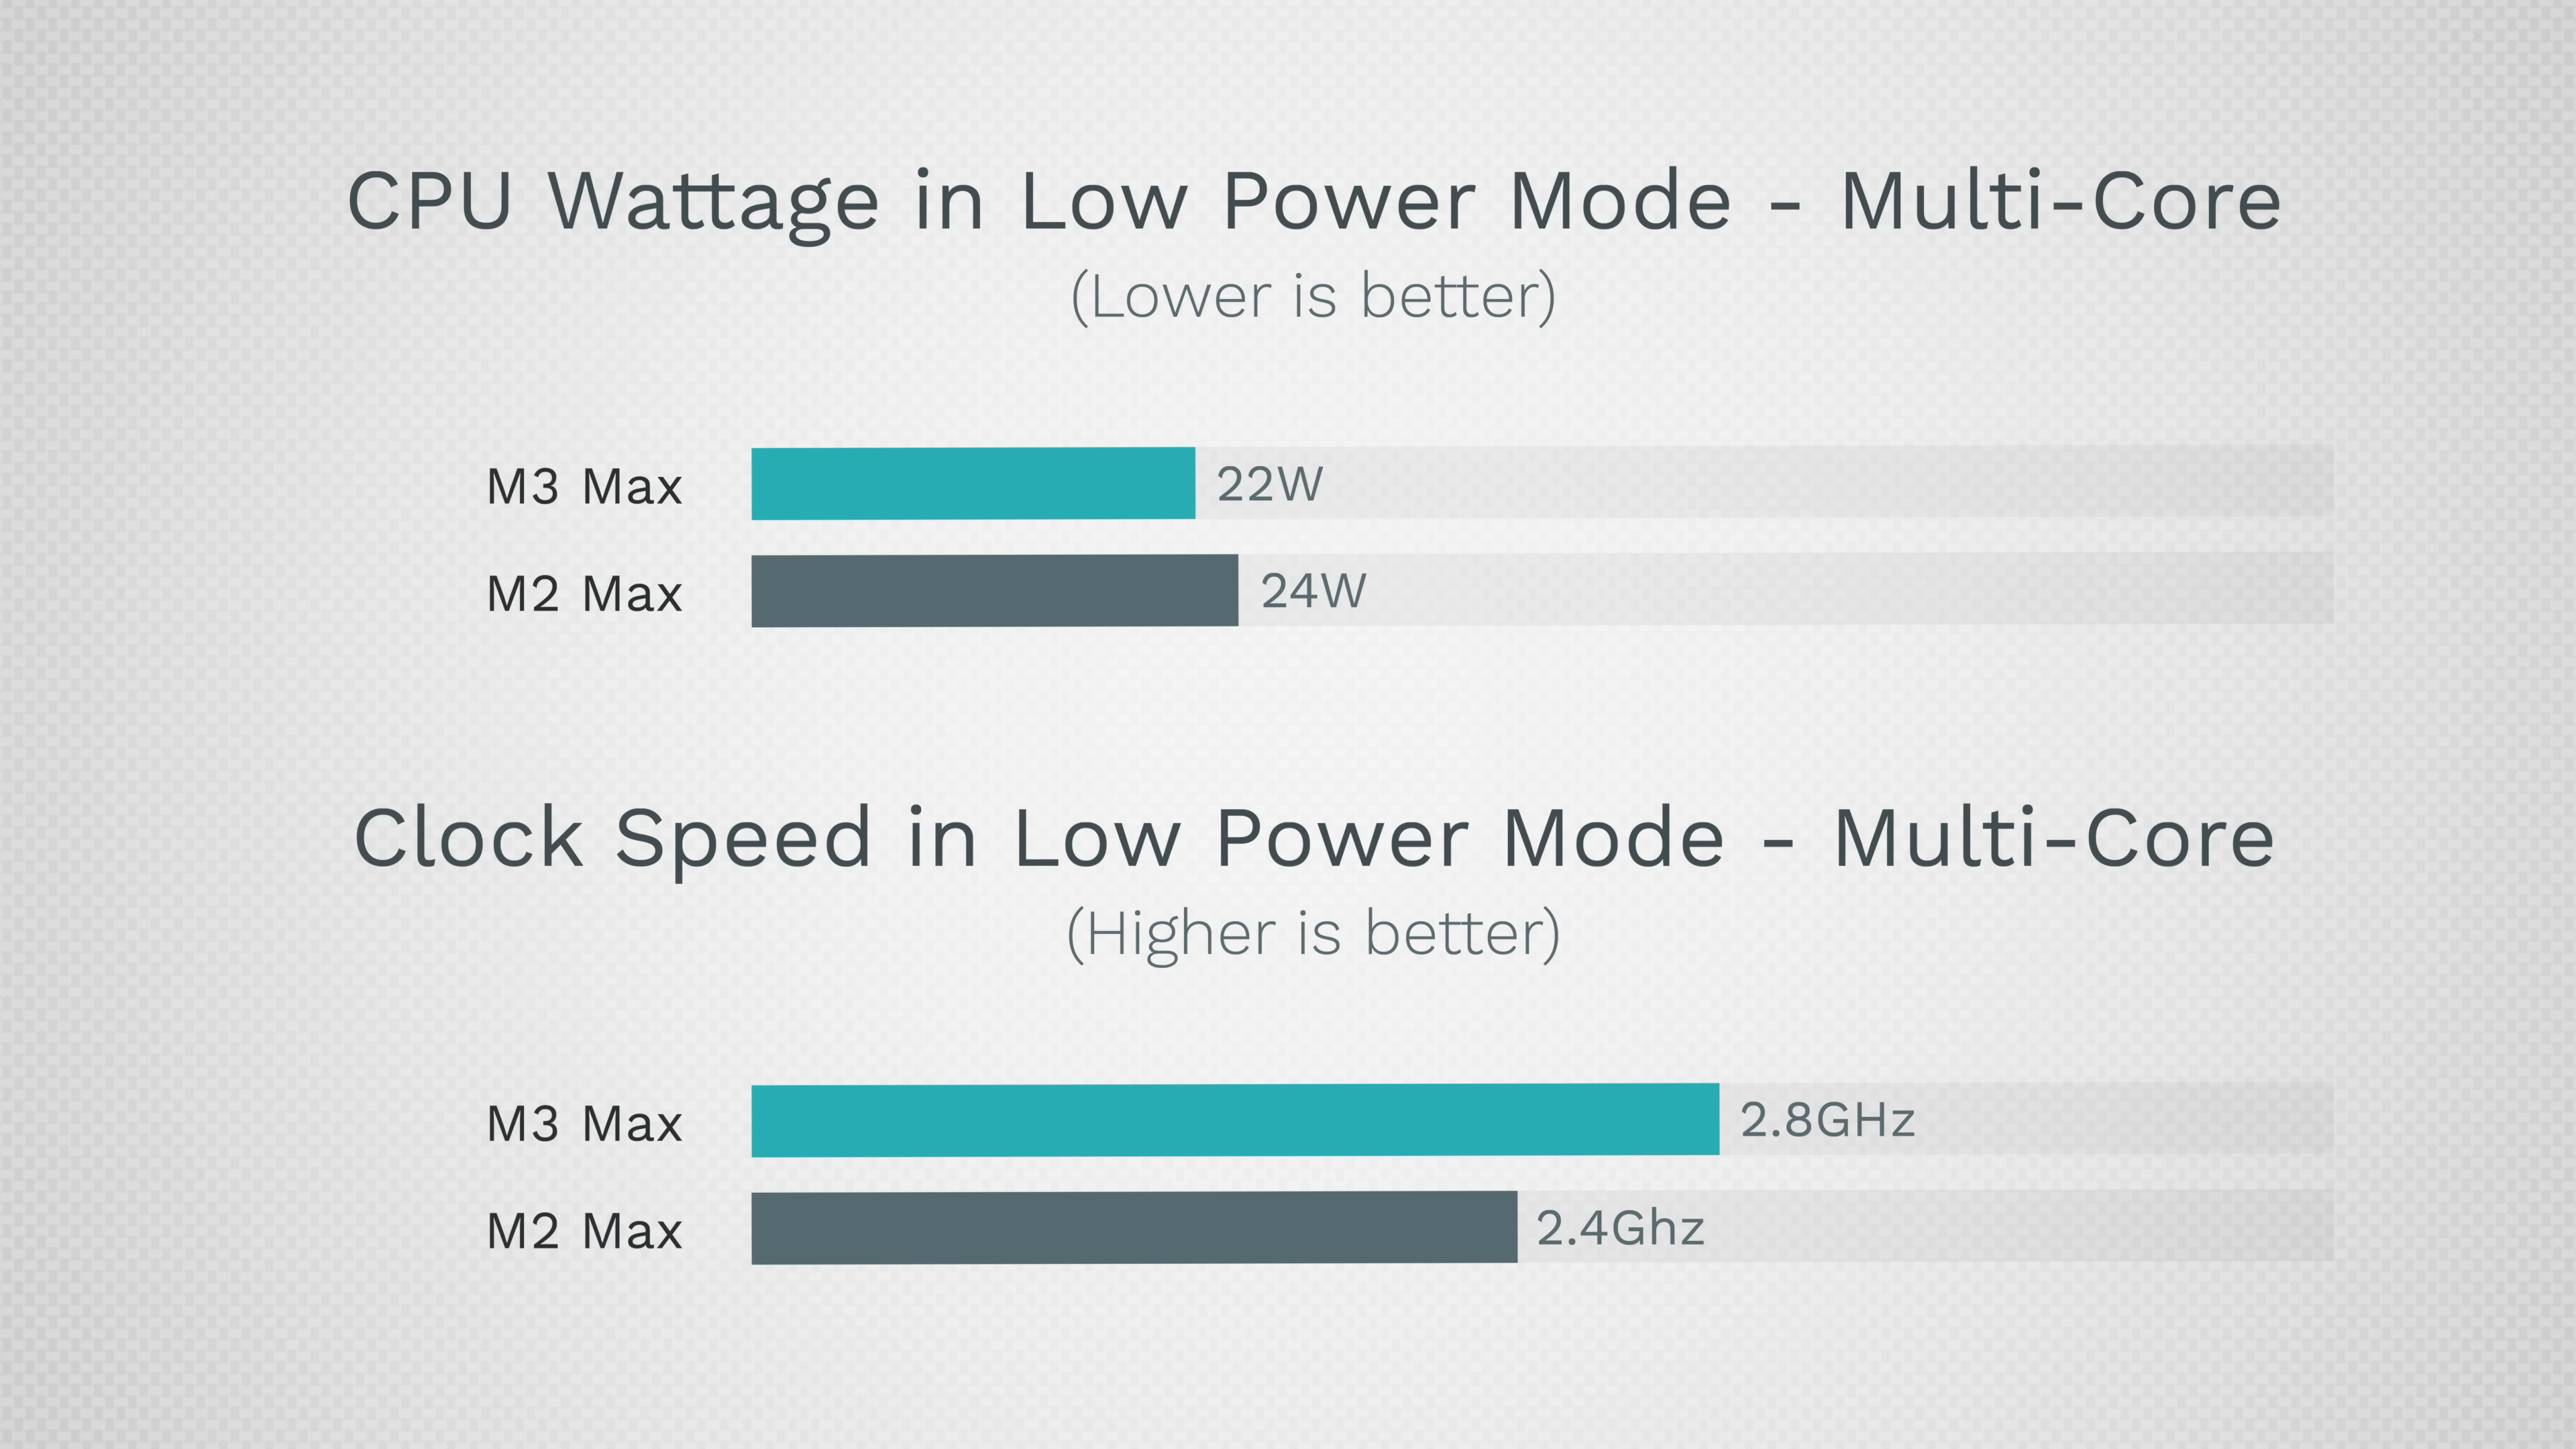 CPU Wattage in Low Power Mode - Multi-Core
(Lower is better)
M3 Max 22W
M2 Max 24W
Clock Speed in Low Power Mode - Multi-Core
(Higher is better)
M3 Max 2.8GHz
M2 Max 2.4Ghz